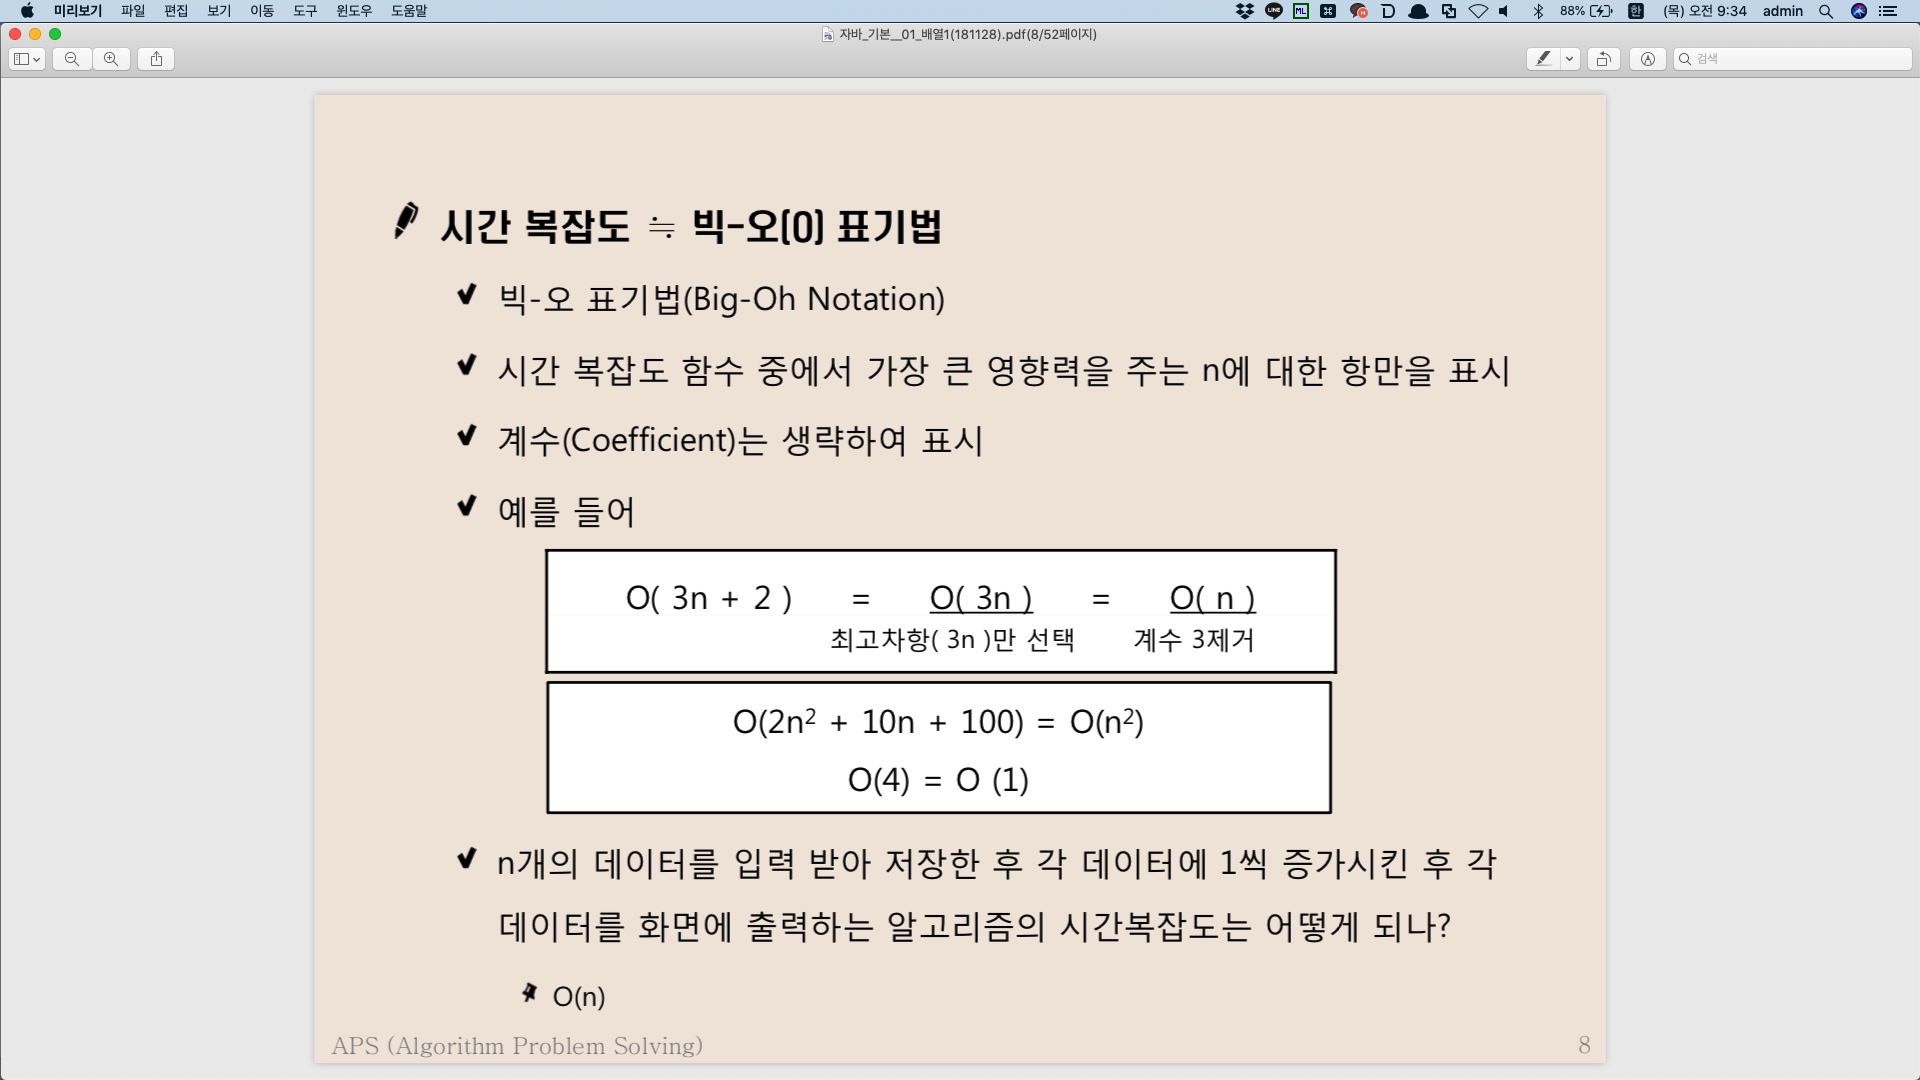 미리보기 파일 편집 보기 이동 도구 윈도우 도움말 88% 한 (목) 오전 9:34 admin
자바_기본__01_배열1(181128).pdf(8/52페이지)
검색
시간 복잡도 ≒ 빅-오(O) 표기법
빅-오 표기법(Big-Oh Notation)
시간 복잡도 함수 중에서 가장 큰 영향력을 주는 n에 대한 항만을 표시
계수(Coefficient)는 생략하여 표시
예를 들어
O( 3n + 2 ) = O( 3n ) = O( n )
최고차항( 3n )만 선택 계수 3제거
O(2n² + 10n + 100) = O(n²)
O(4) = O (1)
n개의 데이터를 입력 받아 저장한 후 각 데이터에 1씩 증가시킨 후 각
데이터를 화면에 출력하는 알고리즘의 시간복잡도는 어떻게 되나?
O(n)
APS (Algorithm Problem Solving) 8